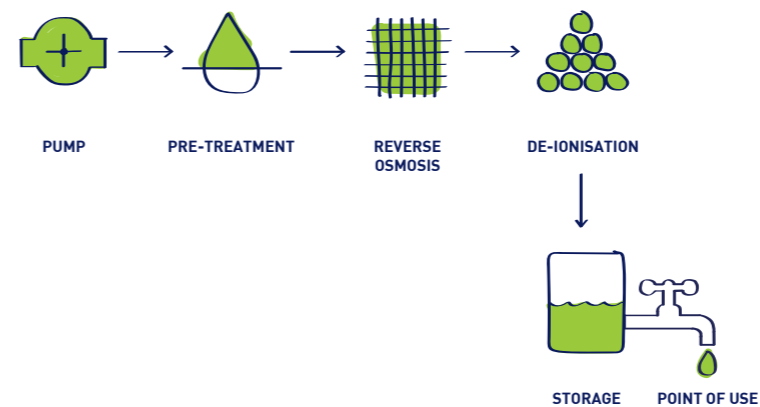 PUMP
PRE-TREATMENT
REVERSE
OSMOSIS
DE-IONISATION
STORAGE
POINT OF USE